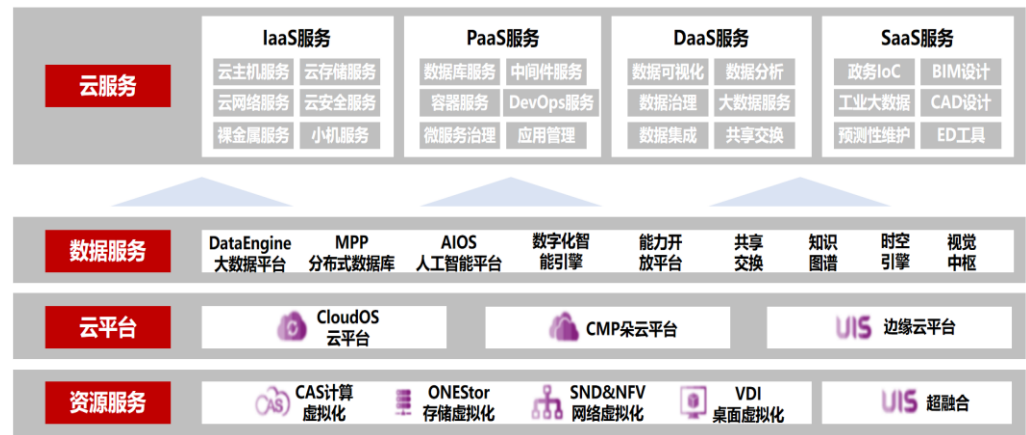 云服务
IaaS服务
云主机服务 云存储服务
云网络服务 云安全服务
裸金属服务 小机服务
PaaS服务
数据库服务 中间件服务
容器服务 DevOps服务
微服务治理 应用管理
DaaS服务
数据可视化 数据分析
数据治理 大数据服务
数据集成 共享交换
SaaS服务
政务IoC BIM设计
工业大数据 CAD设计
预测性维护 ED工具
数据服务
DataEngine
大数据平台
MPP
分布式数据库
AIOS
人工智能平台
数字化智
能引擎
能力开
放平台
共享
交换
知识
图谱
时空
引擎
视觉
中枢
云平台
CloudOS
云平台
CMP朵云平台
UIS 边缘云平台
资源服务
CAS
CAS计算
虚拟化
ONEStor
存储虚拟化
SND&NFV
网络虚拟化
VDI
桌面虚拟化
UIS 超融合